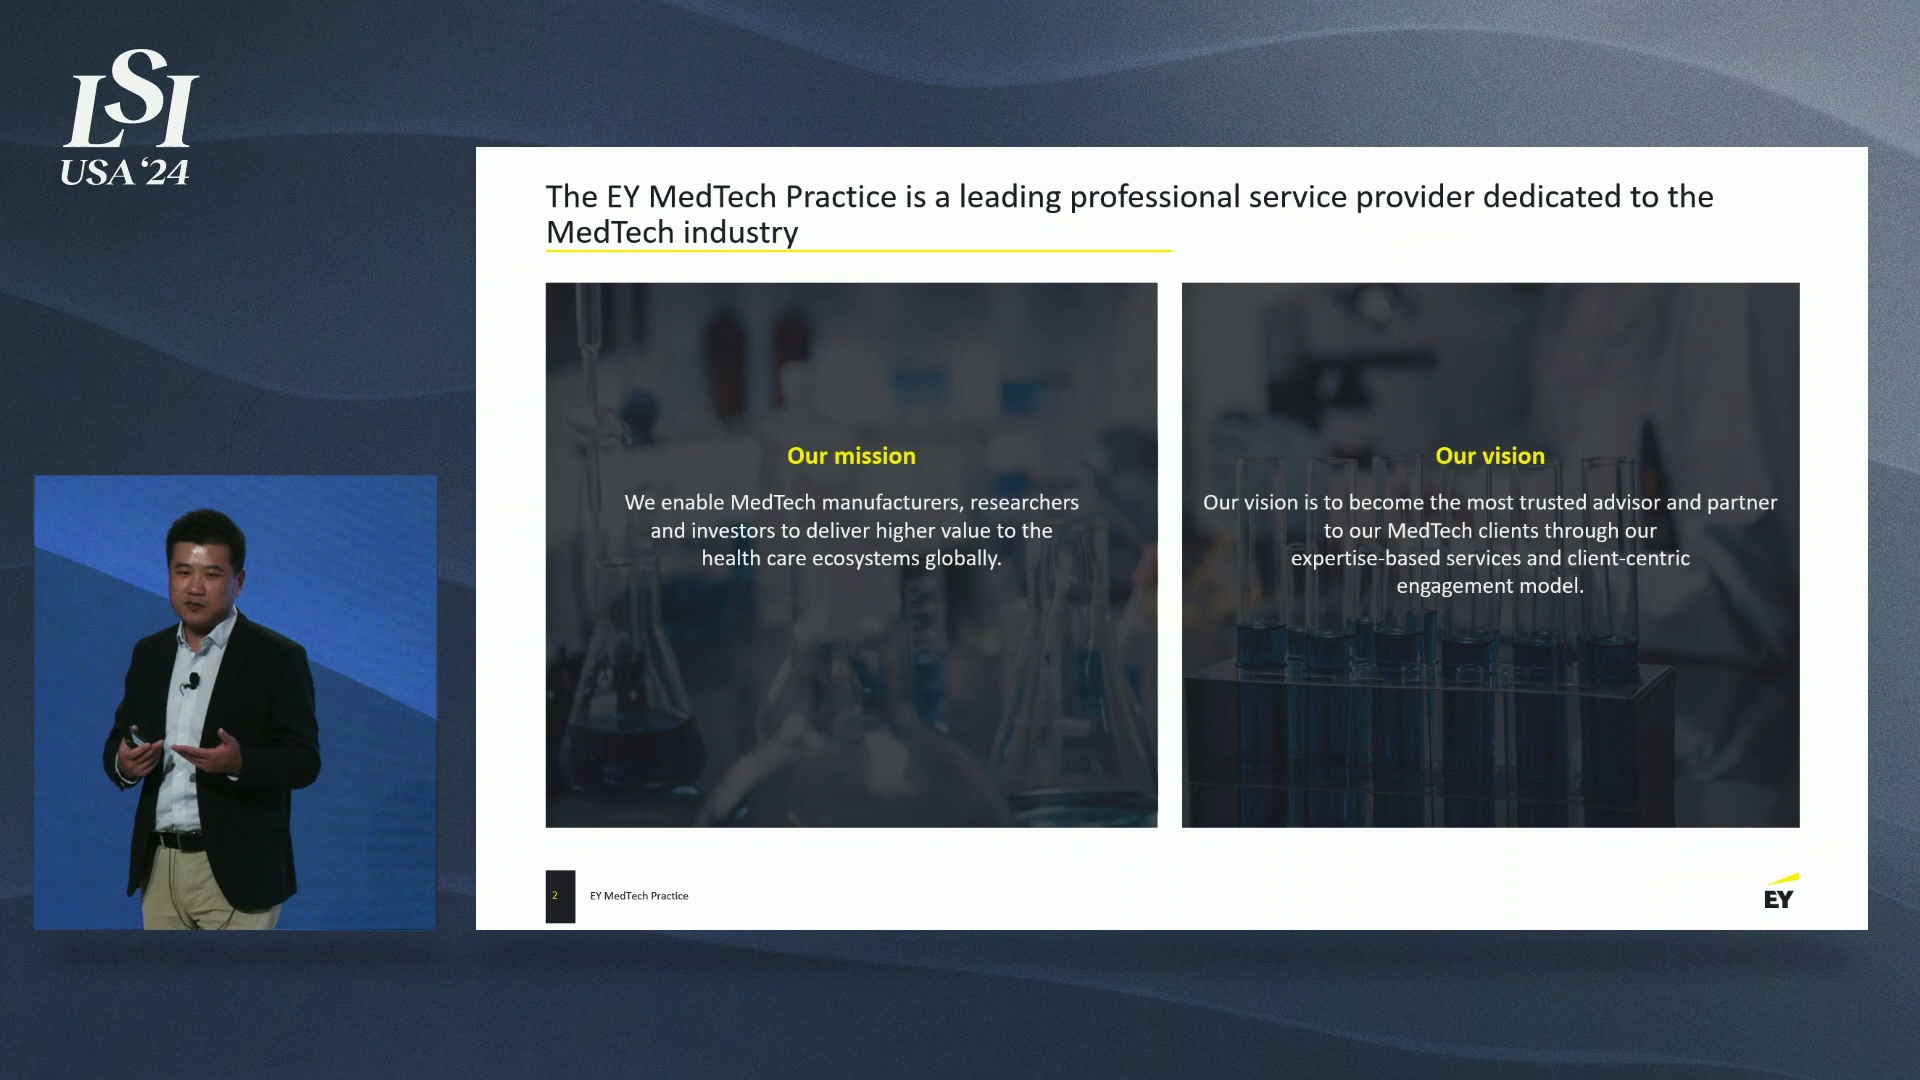 LSI
USA '24
The EY MedTech Practice is a leading professional service provider dedicated to the
MedTech industry
Our mission
We enable MedTech manufacturers, researchers
and investors to deliver higher value to the
health care ecosystems globally.
Our vision
Our vision is to become the most trusted advisor and partner
to our MedTech clients through our
expertise-based services and client-centric
engagement model.
2
EY MedTech Practice
EY